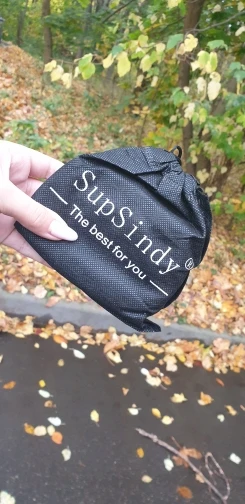 SupSindy®
— The best for you —